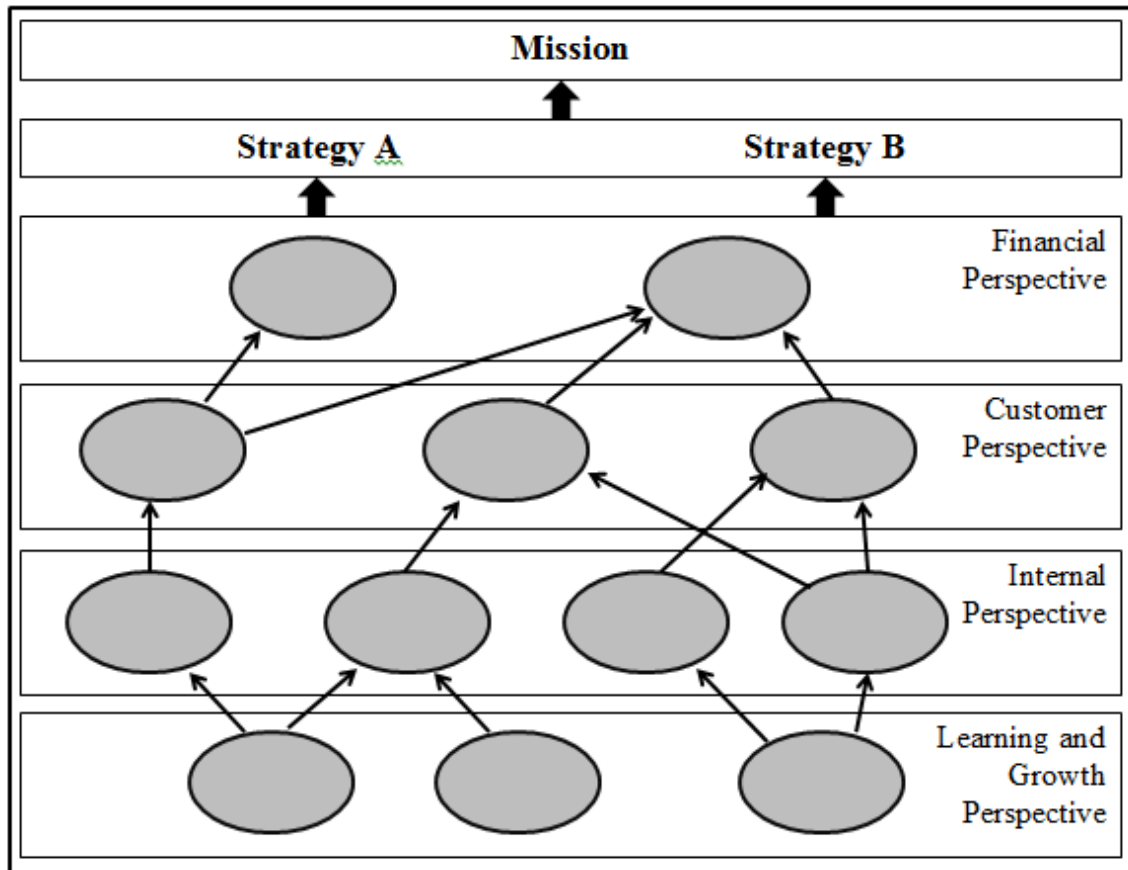 Mission
Strategy A
Strategy B
Financial
Perspective
Customer
Perspective
Internal
Perspective
Learning and
Growth
Perspective